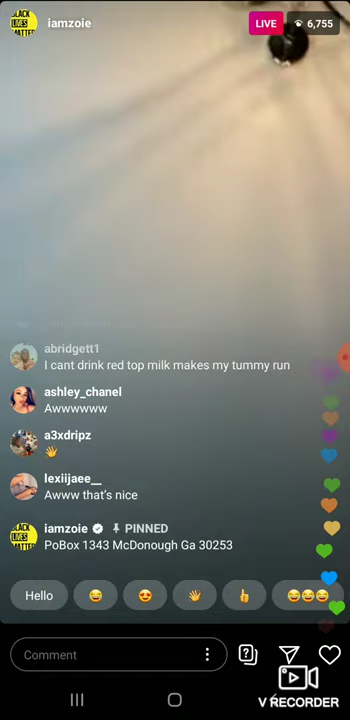 BLACK
LIVES
MATTER
iamzoie
LIVE
6,755
abridgett1
I cant drink red top milk makes my tummy run
ashley_chanel
Awwwwww
a3xdripz
👋
lexiijaee__
Awww that's nice
BLACK
LIVES
MATTER
iamzoie PINNED
PoBox 1343 McDonough Ga 30253
Hello 😂 😍 👋 👍 😂😂😂
Comment
V RECORDER